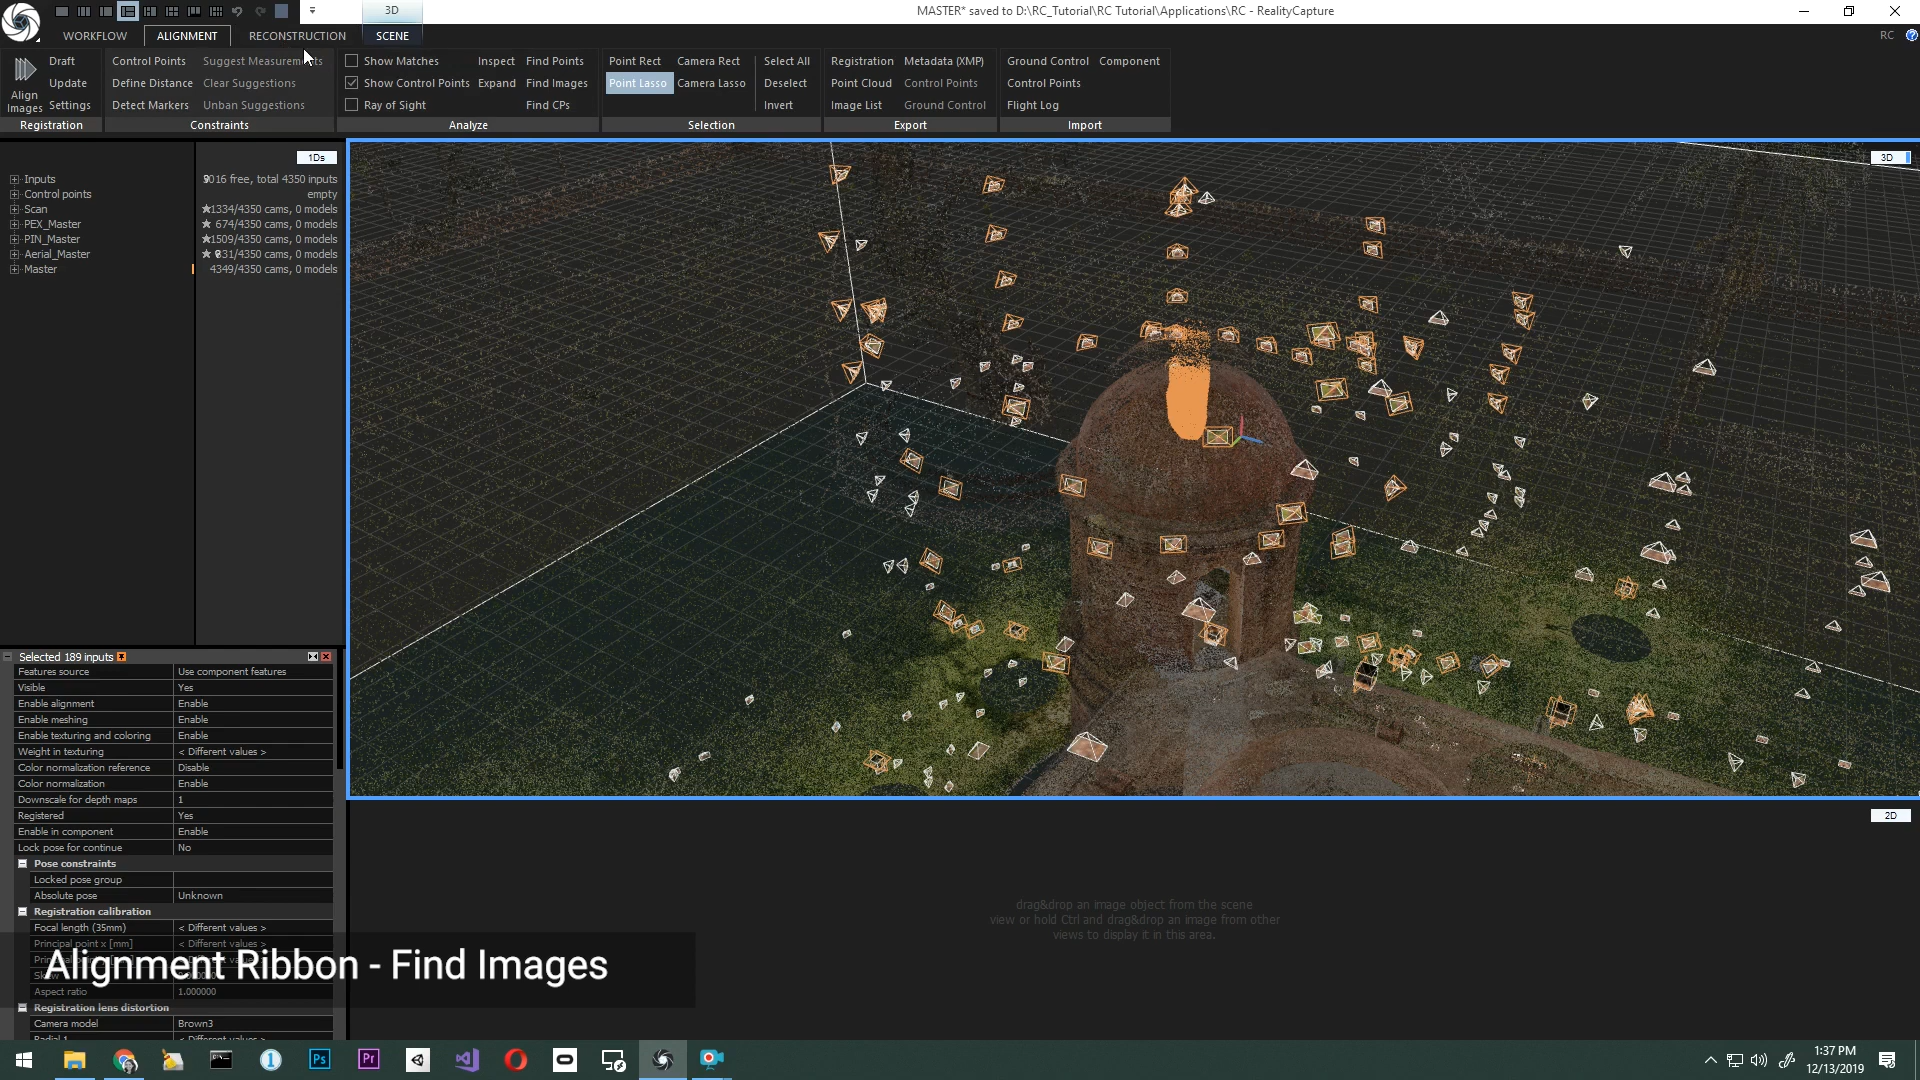 3D
MASTER* saved to D:\RC_Tutorial\RC Tutorial\Applications\RC - RealityCapture
WORKFLOW
ALIGNMENT
RECONSTRUCTION
SCENE
RC
Align Images
Draft
Update
Settings
Registration
Control Points
Define Distance
Detect Markers
Suggest Measurements
Clear Suggestions
Unban Suggestions
Constraints
Show Matches
Show Control Points
Ray of Sight
Inspect
Expand
Find Points
Find Images
Find CPs
Analyze
Point Rect
Point Lasso
Camera Rect
Camera Lasso
Select All
Deselect
Invert
Selection
Registration
Point Cloud
Image List
Metadata (XMP)
Control Points
Ground Control
Export
Ground Control
Control Points
Flight Log
Component
Import
1Ds
Inputs 9016 free, total 4350 inputs
Control points empty
Scan 1334/4350 cams, 0 models
PEX_Master 674/4350 cams, 0 models
PIN_Master 1509/4350 cams, 0 models
Aerial_Master 831/4350 cams, 0 models
Master 4349/4350 cams, 0 models
3D
Selected 189 inputs
Features source Use component features
Visible Yes
Enable alignment Enable
Enable meshing Enable
Enable texturing and coloring Enable
Weight in texturing < Different values >
Color normalization reference Disable
Color normalization Enable
Downscale for depth maps 1
Registered Yes
Enable in component Enable
Lock pose for continue No
Pose constraints
Locked pose group
Absolute pose Unknown
Registration calibration
Focal length (35mm) < Different values >
Principal point x [mm] < Different values >
Aspect ratio 1.000000
Registration lens distortion
Camera model Brown3
Radial 1 < Different values >
Alignment Ribbon - Find Images
2D
drag&drop an image object from the scene
view or hold Ctrl and drag&drop an image from other
views to display it in this area.
Ps
Pr
1:37 PM
12/13/2019